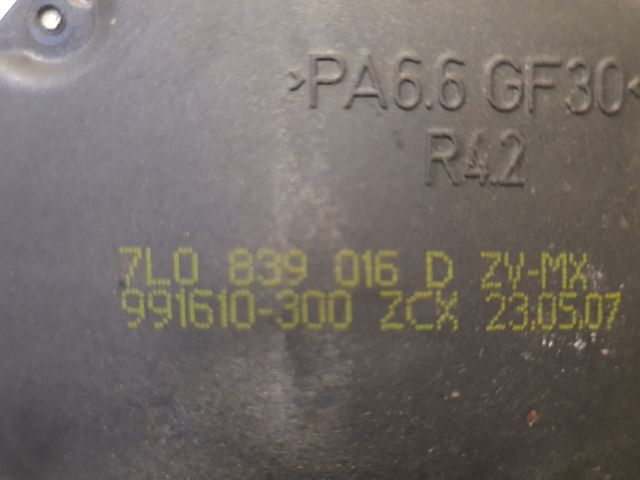 >PA6.6 GF30<
R4.2
7L0 839 016 D ZV-MX
991610-300 ZCX 23.05.07